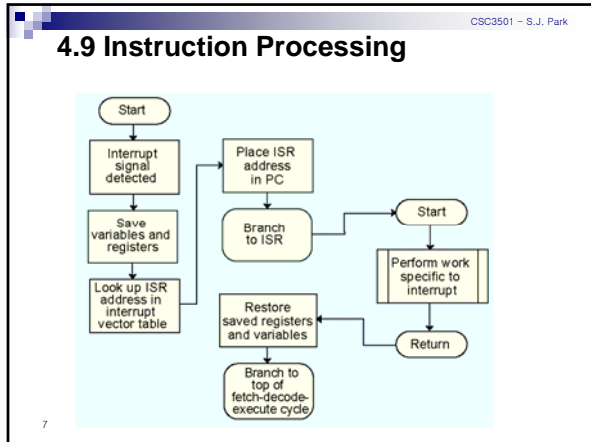 CSC3501 – S.J. Park
4.9 Instruction Processing
Start
Interrupt
signal
detected
Save
variables and
registers
Look up ISR
address in
interrupt
vector table
Place ISR
address
in PC
Branch
to ISR
Start
Perform work
specific to
interrupt
Return
Restore
saved registers
and variables
Branch to
top of
fetch-decode-
execute cycle
7